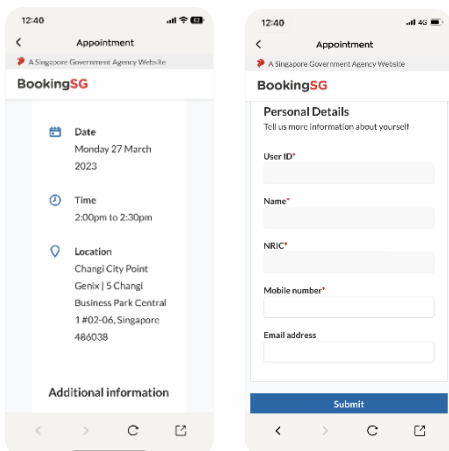 12:40
Appointment
A Singapore Government Agency Website
BookingSG
Date
Monday 27 March
2023
Time
2:00pm to 2:30pm
Location
Changi City Point
Genix | 5 Changi
Business Park Central
1 #02-06, Singapore
486038
Additional information
12:40
4G
Appointment
A Singapore Government Agency Website
BookingSG
Personal Details
Tell us more information about yourself
User ID*
Name*
NRIC*
Mobile number*
Email address
Submit